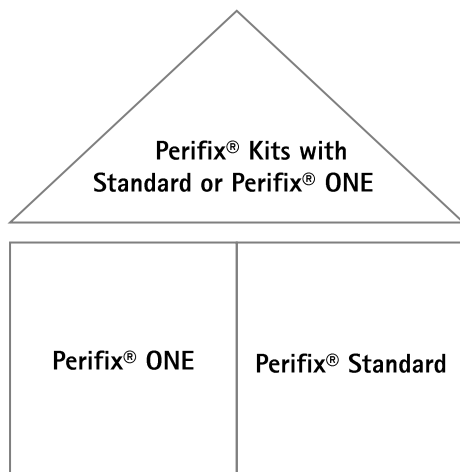 Perifix® Kits with
Standard or Perifix® ONE
Perifix® ONE
Perifix® Standard